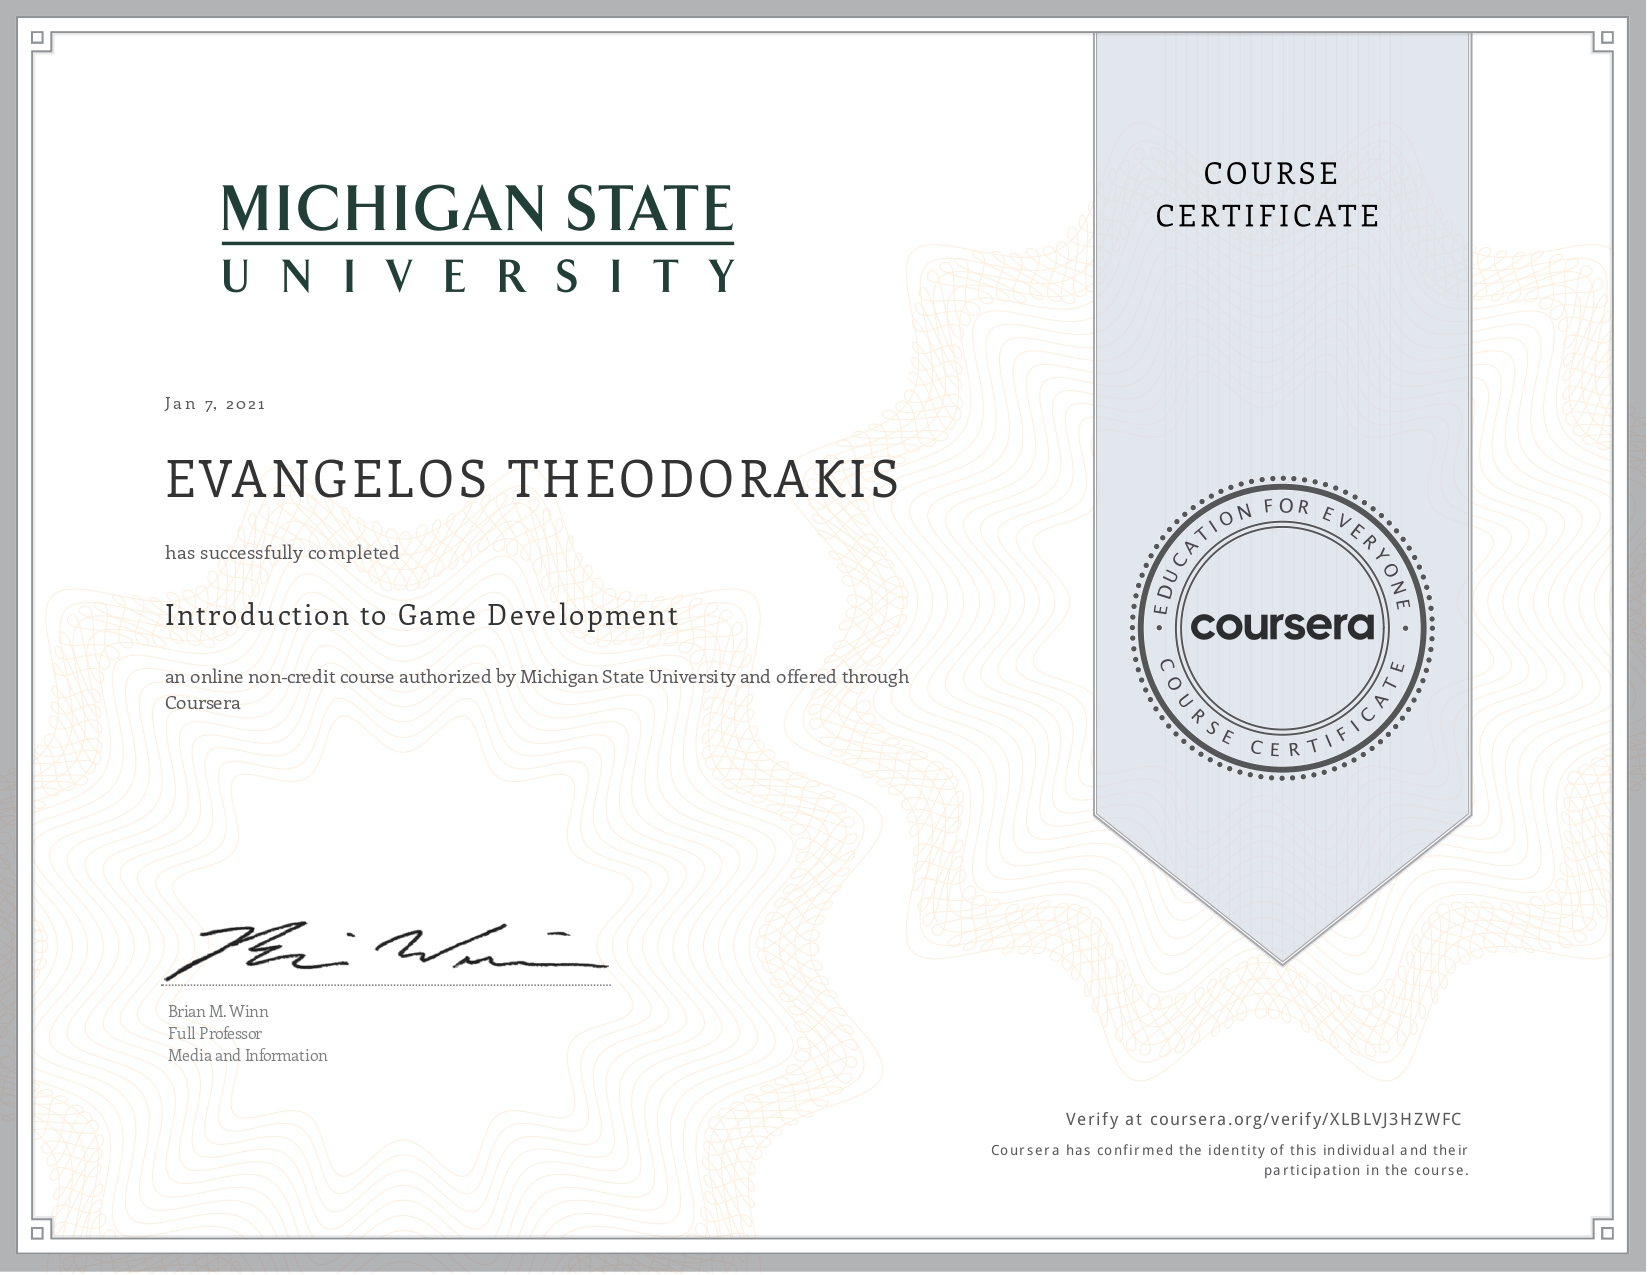 MICHIGAN STATE
UNIVERSITY
COURSE
CERTIFICATE
Jan 7, 2021
EVANGELOS THEODORAKIS
has successfully completed
Introduction to Game Development
an online non-credit course authorized by Michigan State University and offered through
Coursera
• EDUCATION FOR EVERYONE •
coursera
COURSE CERTIFICATE
Brian M. Winn
Full Professor
Media and Information
Verify at coursera.org/verify/XLBLVJ3HZWFC
Coursera has confirmed the identity of this individual and their
participation in the course.